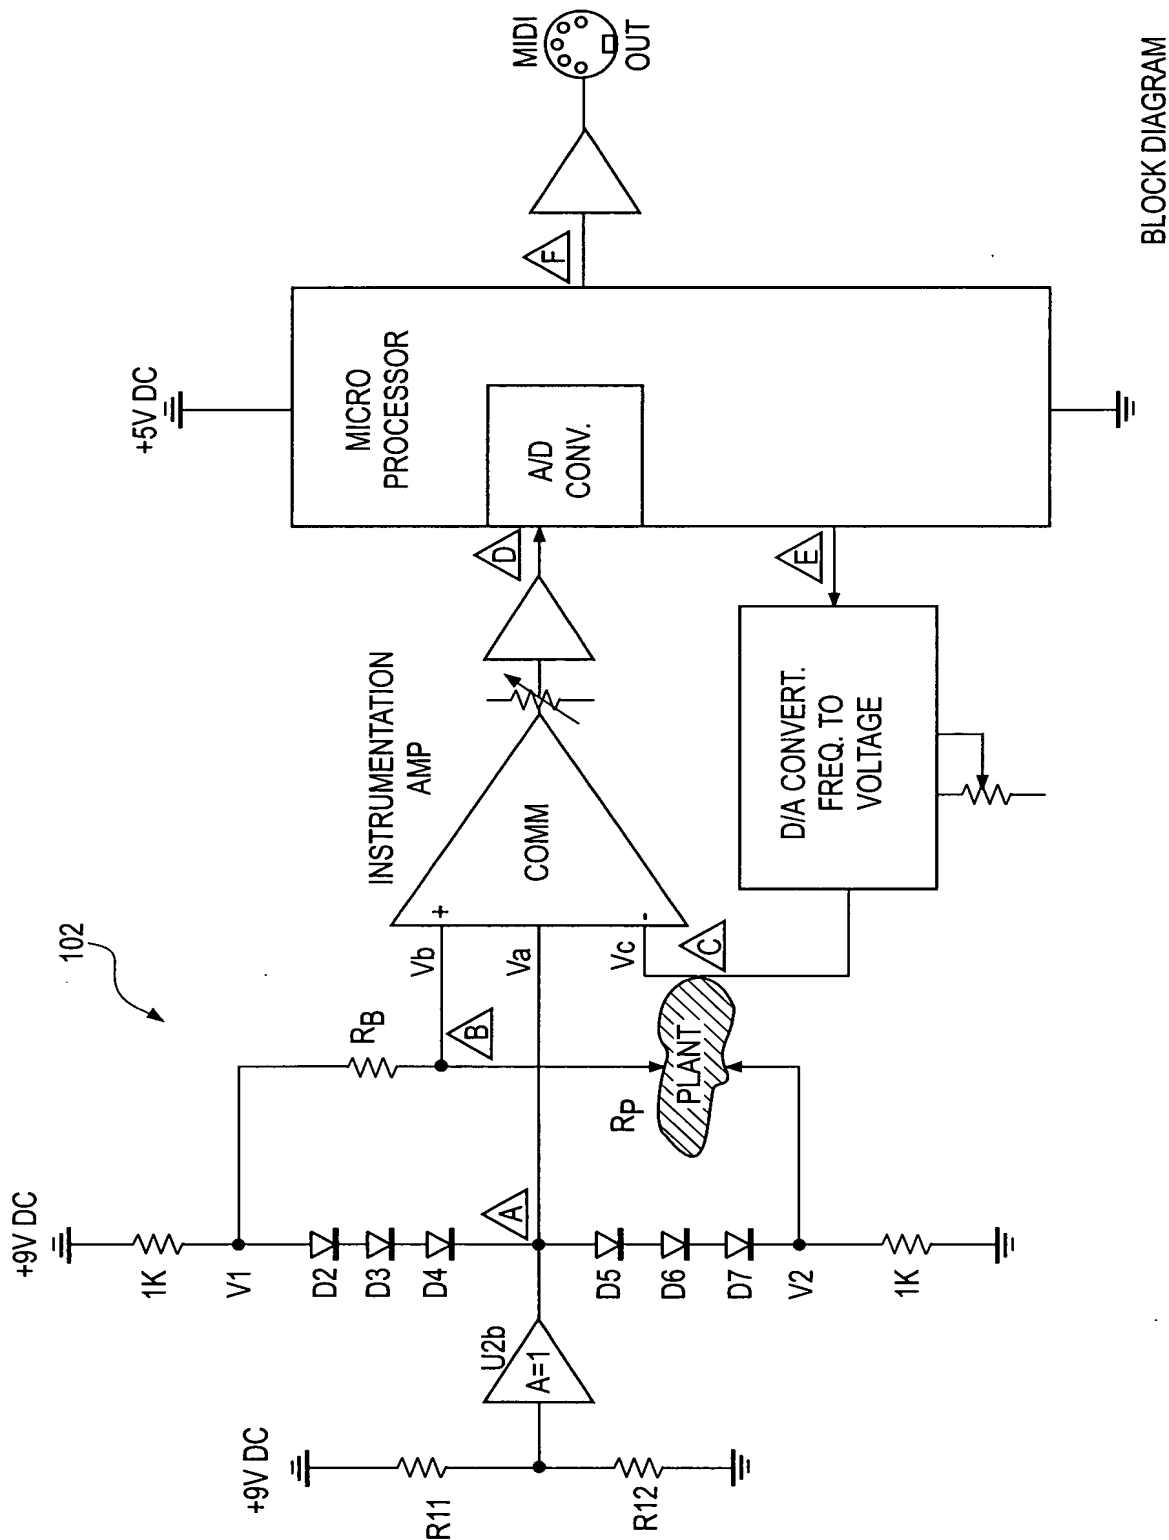 102
+9V DC
1K
V1
D2
D3
D4
A
D5
D6
D7
V2
1K
+9V DC
R11
R12
U2b
A=1
RB
B
RP
PLANT
Vb
Va
Vc
C
+
-
COMM
INSTRUMENTATION
AMP
D
+5V DC
MICRO
PROCESSOR
A/D
CONV.
E
D/A CONVERT.
FREQ. TO
VOLTAGE
F
MIDI
OUT
BLOCK DIAGRAM